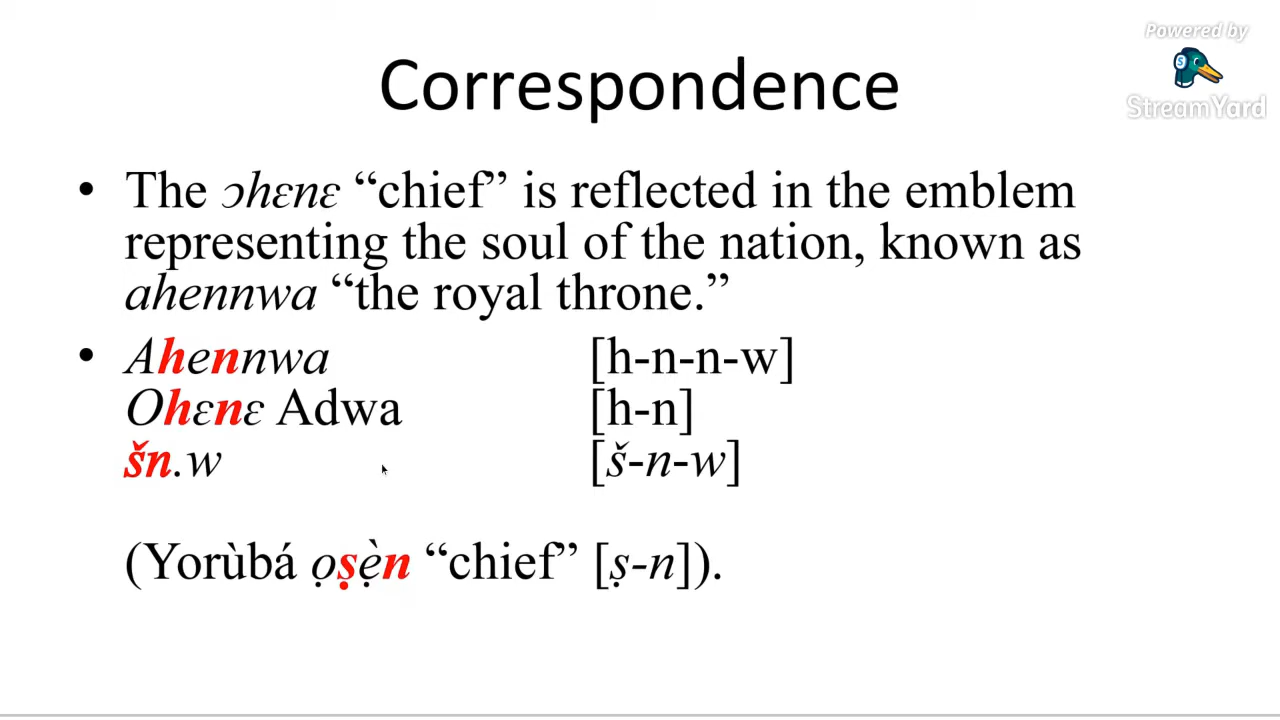 Powered by
StreamYard
Correspondence
• The ɔhɛnɛ “chief” is reflected in the emblem
representing the soul of the nation, known as
ahennwa “the royal throne.”
• Ahennwa [h-n-n-w]
Ohɛnɛ Adwa [h-n]
šn.w [š-n-w]
(Yorùbá ọṣẹ̀n “chief” [ṣ-n]).